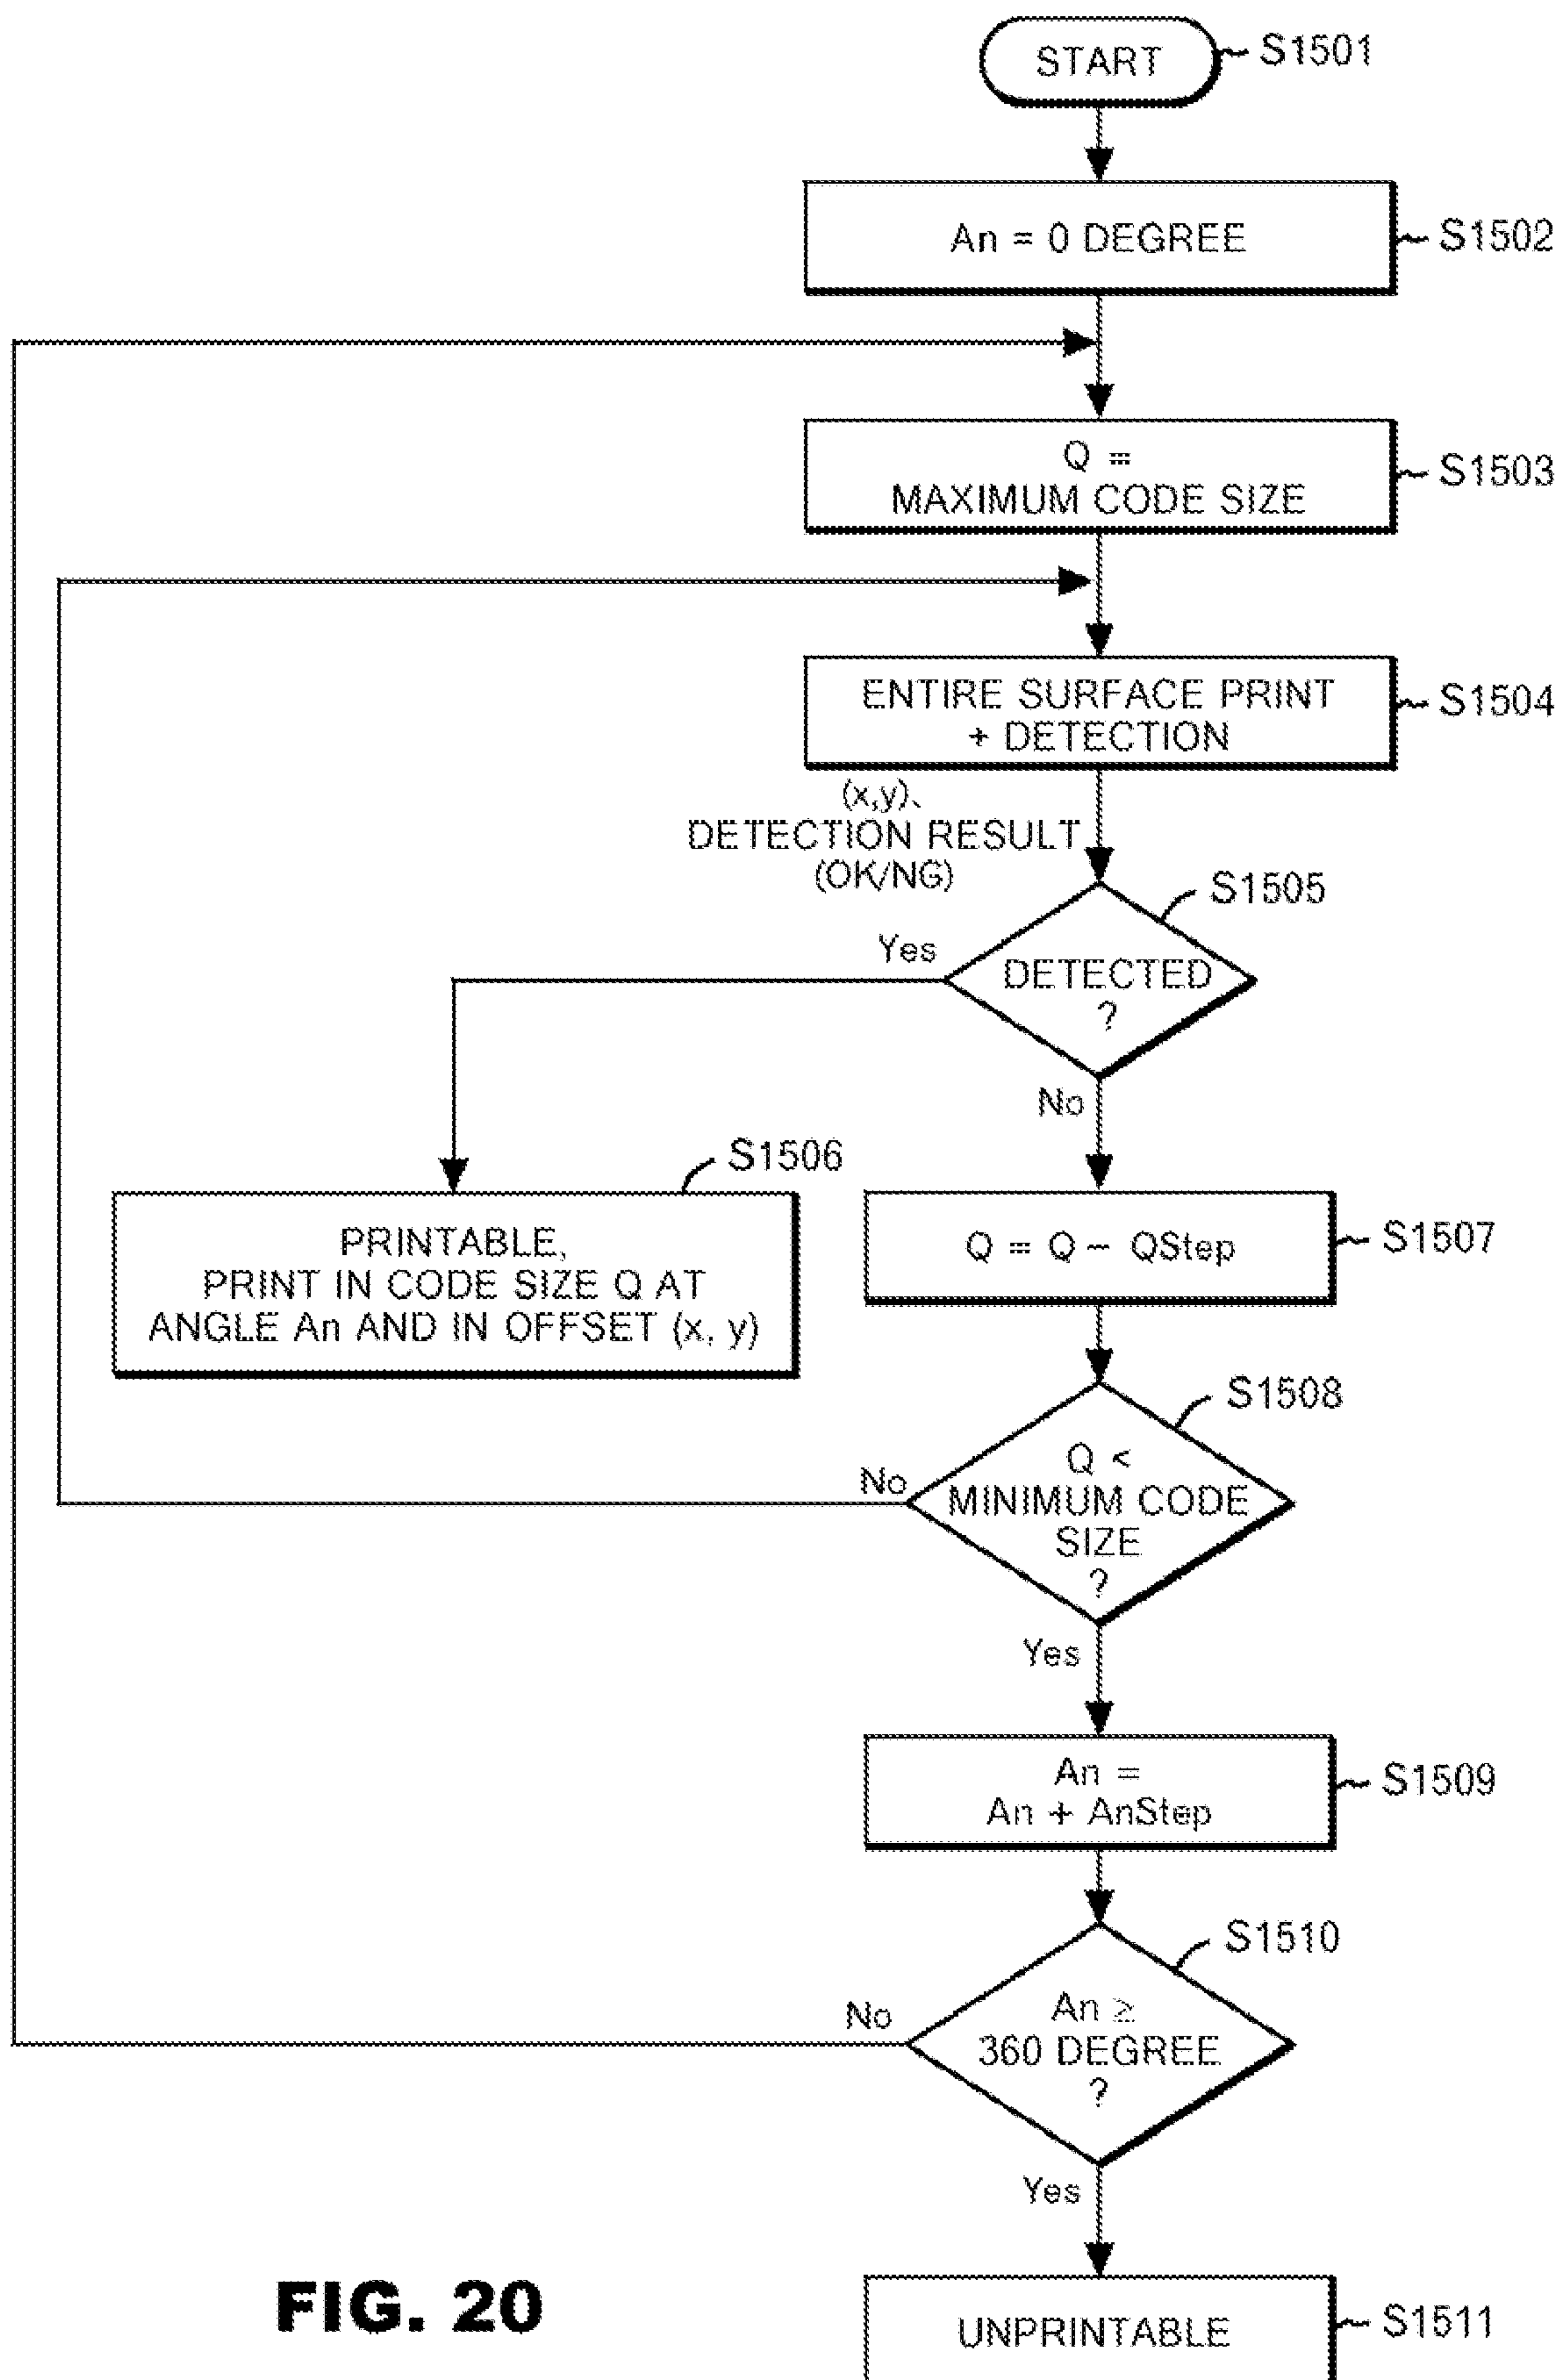 START
S1501
An = 0 DEGREE
S1502
Q =
MAXIMUM CODE SIZE
S1503
ENTIRE SURFACE PRINT
+ DETECTION
S1504
(x,y)、
DETECTION RESULT
(OK/NG)
S1505
Yes
DETECTED
?
No
S1506
PRINTABLE,
PRINT IN CODE SIZE Q AT
ANGLE An AND IN OFFSET (x, y)
Q = Q − QStep
S1507
S1508
No
Q <
MINIMUM CODE
SIZE
?
Yes
An =
An + AnStep
S1509
S1510
No
An ≥
360 DEGREE
?
Yes
UNPRINTABLE
S1511
FIG. 20